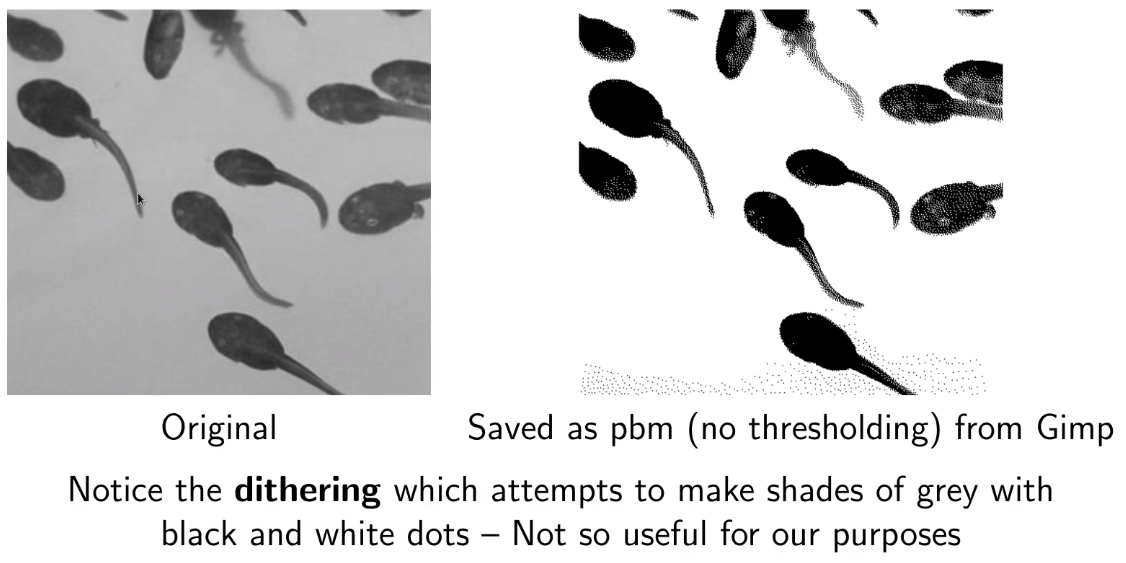 Original
Saved as pbm (no thresholding) from Gimp
Notice the dithering which attempts to make shades of grey with
black and white dots – Not so useful for our purposes